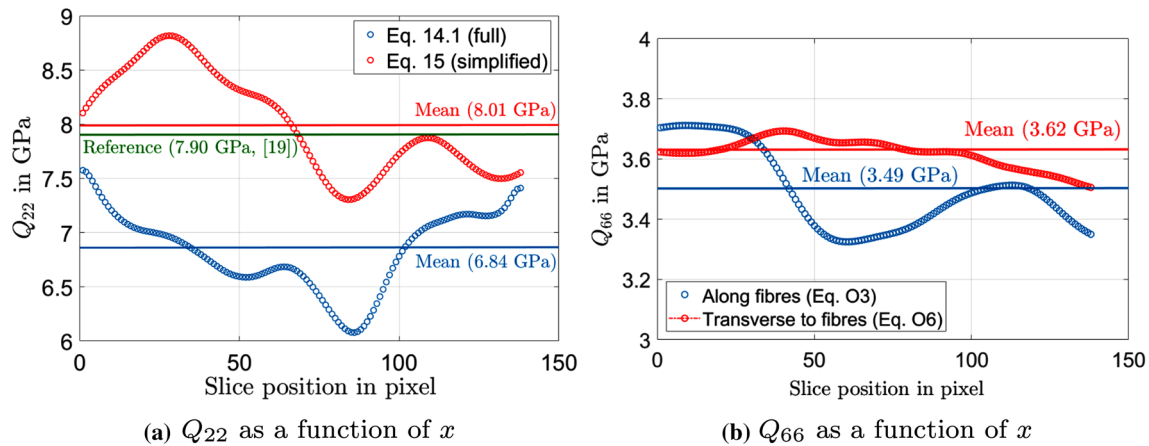 9
8.5
8
7.5
7
6.5
6
Q22 in GPa
Eq. 14.1 (full)
Eq. 15 (simplified)
Mean (8.01 GPa)
Reference (7.90 GPa, [19])
Mean (6.84 GPa)
0 50 100 150
Slice position in pixel
(a) Q22 as a function of x
4
3.8
3.6
3.4
3.2
3
Q66 in GPa
Mean (3.62 GPa)
Mean (3.49 GPa)
Along fibres (Eq. O3)
Transverse to fibres (Eq. O6)
0 50 100 150
Slice position in pixel
(b) Q66 as a function of x